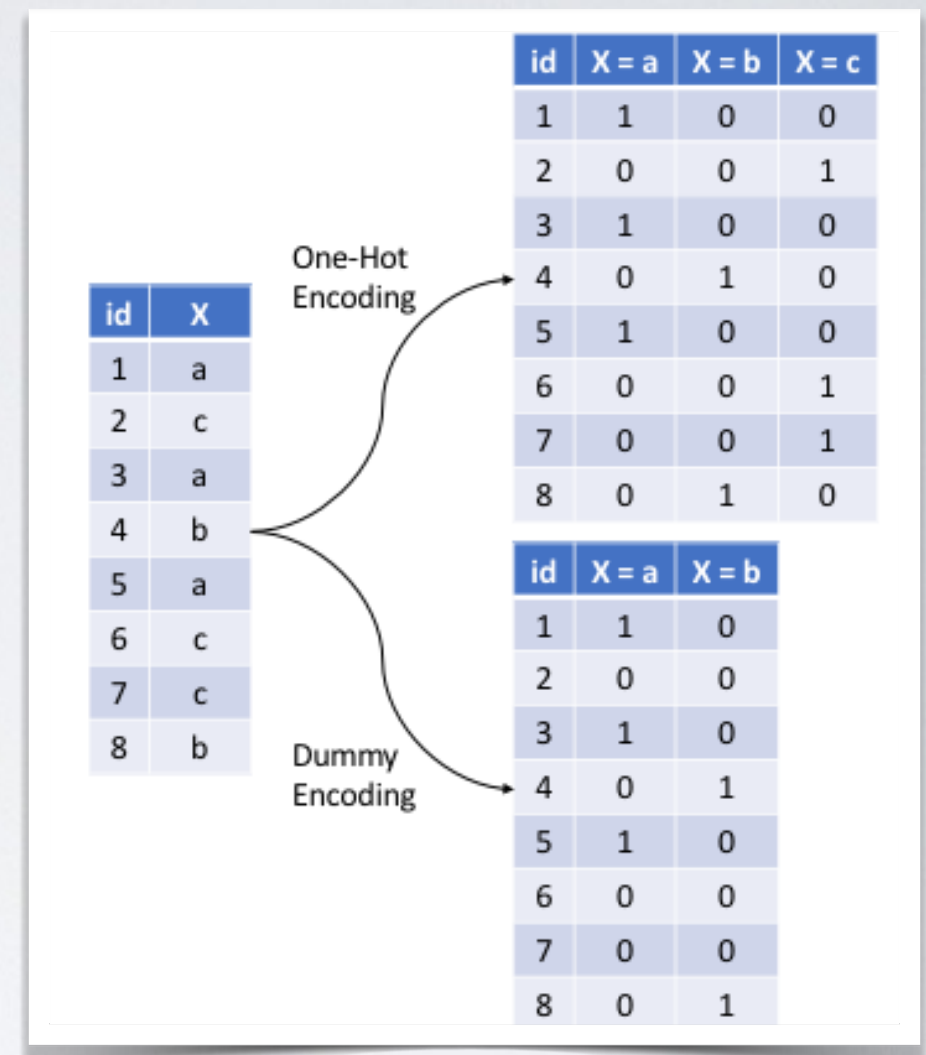 id X
1 a
2 c
3 a
4 b
5 a
6 c
7 c
8 b
One-Hot
Encoding
id X = a X = b X = c
1 1 0 0
2 0 0 1
3 1 0 0
4 0 1 0
5 1 0 0
6 0 0 1
7 0 0 1
8 0 1 0
Dummy
Encoding
id X = a X = b
1 1 0
2 0 0
3 1 0
4 0 1
5 1 0
6 0 0
7 0 0
8 0 1